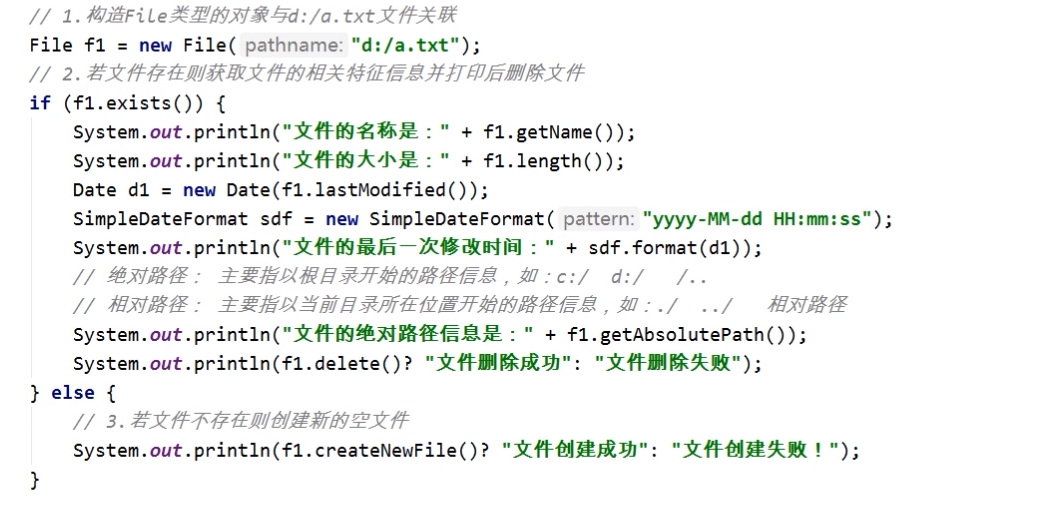 // 1.构造File类型的对象与d:/a.txt文件关联
File f1 = new File( pathname: "d:/a.txt");
// 2.若文件存在则获取文件的相关特征信息并打印后删除文件
if (f1.exists()) {
    System.out.println("文件的名称是：" + f1.getName());
    System.out.println("文件的大小是：" + f1.length());
    Date d1 = new Date(f1.lastModified());
    SimpleDateFormat sdf = new SimpleDateFormat( pattern: "yyyy-MM-dd HH:mm:ss");
    System.out.println("文件的最后一次修改时间：" + sdf.format(d1));
    // 绝对路径： 主要指以根目录开始的路径信息，如：c:/  d:/   /..
    // 相对路径： 主要指以当前目录所在位置开始的路径信息，如：./  ../   相对路径
    System.out.println("文件的绝对路径信息是：" + f1.getAbsolutePath());
    System.out.println(f1.delete()? "文件删除成功": "文件删除失败");
} else {
    // 3.若文件不存在则创建新的空文件
    System.out.println(f1.createNewFile()? "文件创建成功": "文件创建失败！");
}